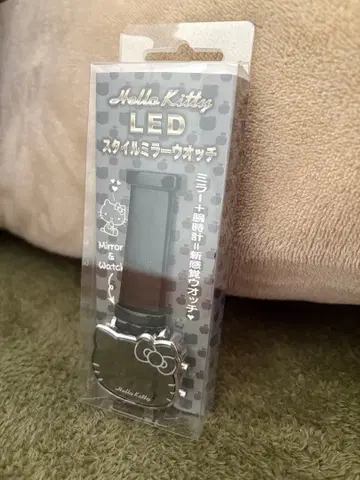 Hello Kitty
LED
スタイルミラーウオッチ
ミラー+腕時計=新感覚ウオッチ♥
Mirror
&
Watch
Hello Kitty